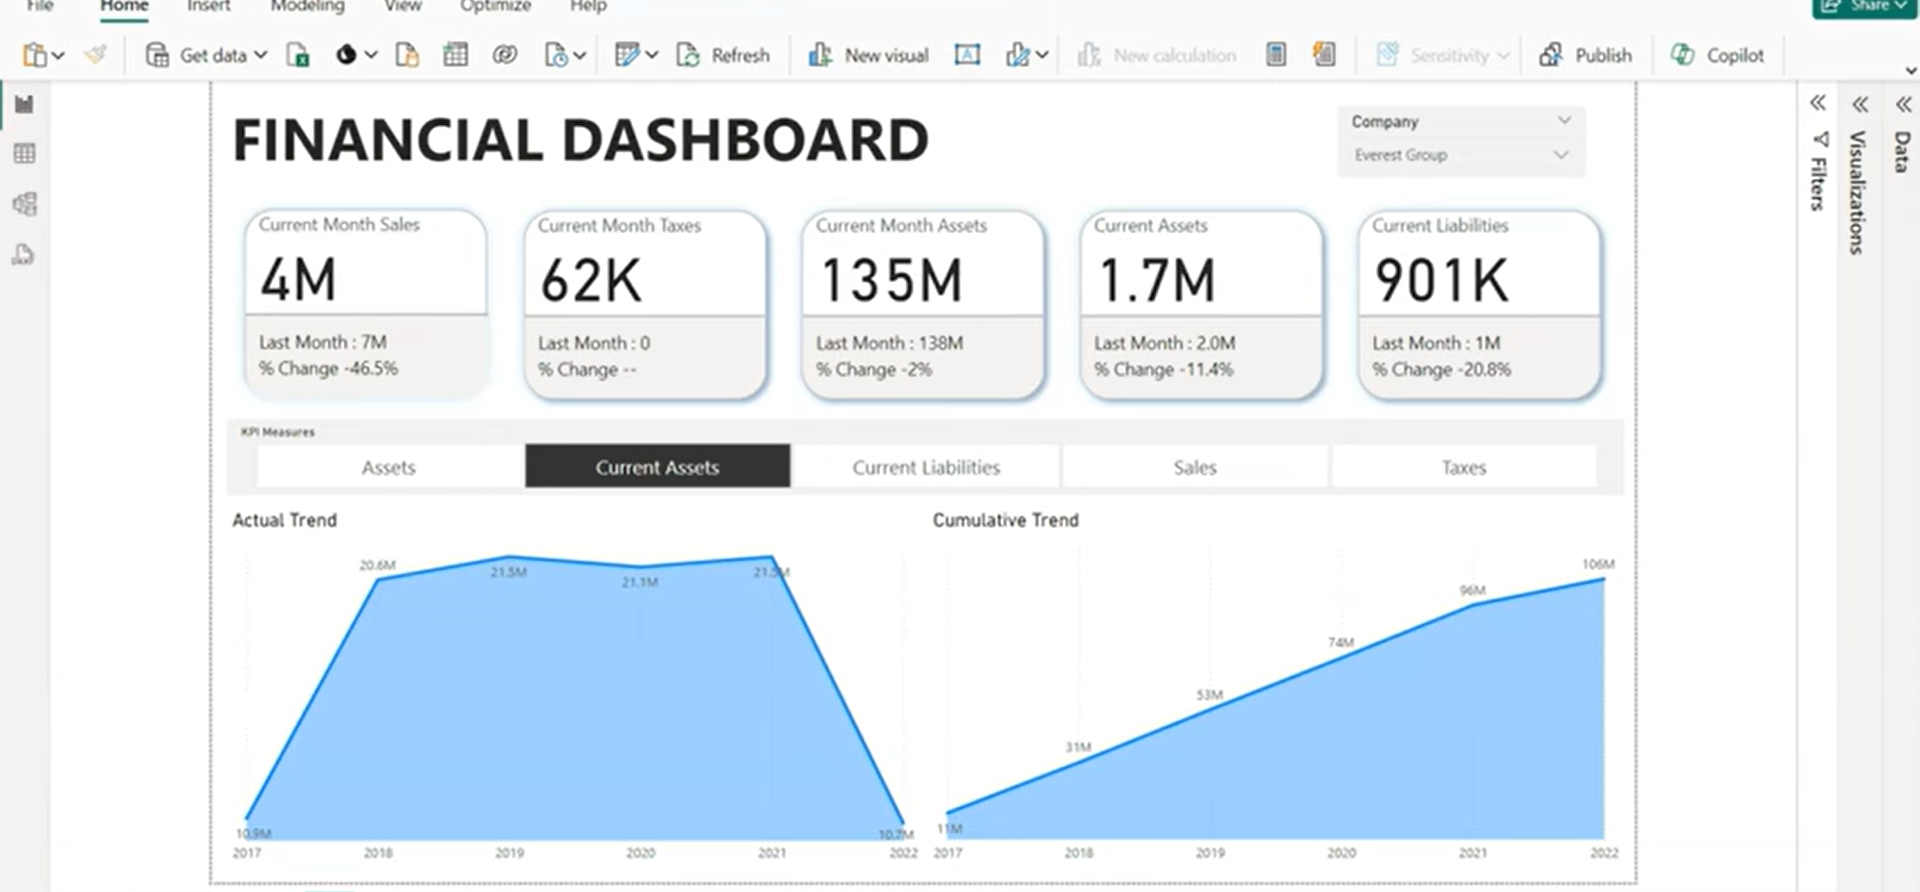 File Home Insert Modeling View Optimize Help Share
Get data Refresh New visual New calculation Sensitivity Publish Copilot
FINANCIAL DASHBOARD
Company
Everest Group
Filters
Visualizations
Data
Current Month Sales
4M
Last Month : 7M
% Change -46.5%
Current Month Taxes
62K
Last Month : 0
% Change --
Current Month Assets
135M
Last Month : 138M
% Change -2%
Current Assets
1.7M
Last Month : 2.0M
% Change -11.4%
Current Liabilities
901K
Last Month : 1M
% Change -20.8%
KPI Measures
Assets Current Assets Current Liabilities Sales Taxes
Actual Trend
20.6M 21.5M 21.1M 21.5M
10.9M 10.7M
2017 2018 2019 2020 2021 2022
Cumulative Trend
106M
96M
74M
53M
31M
11M
2017 2018 2019 2020 2021 2022